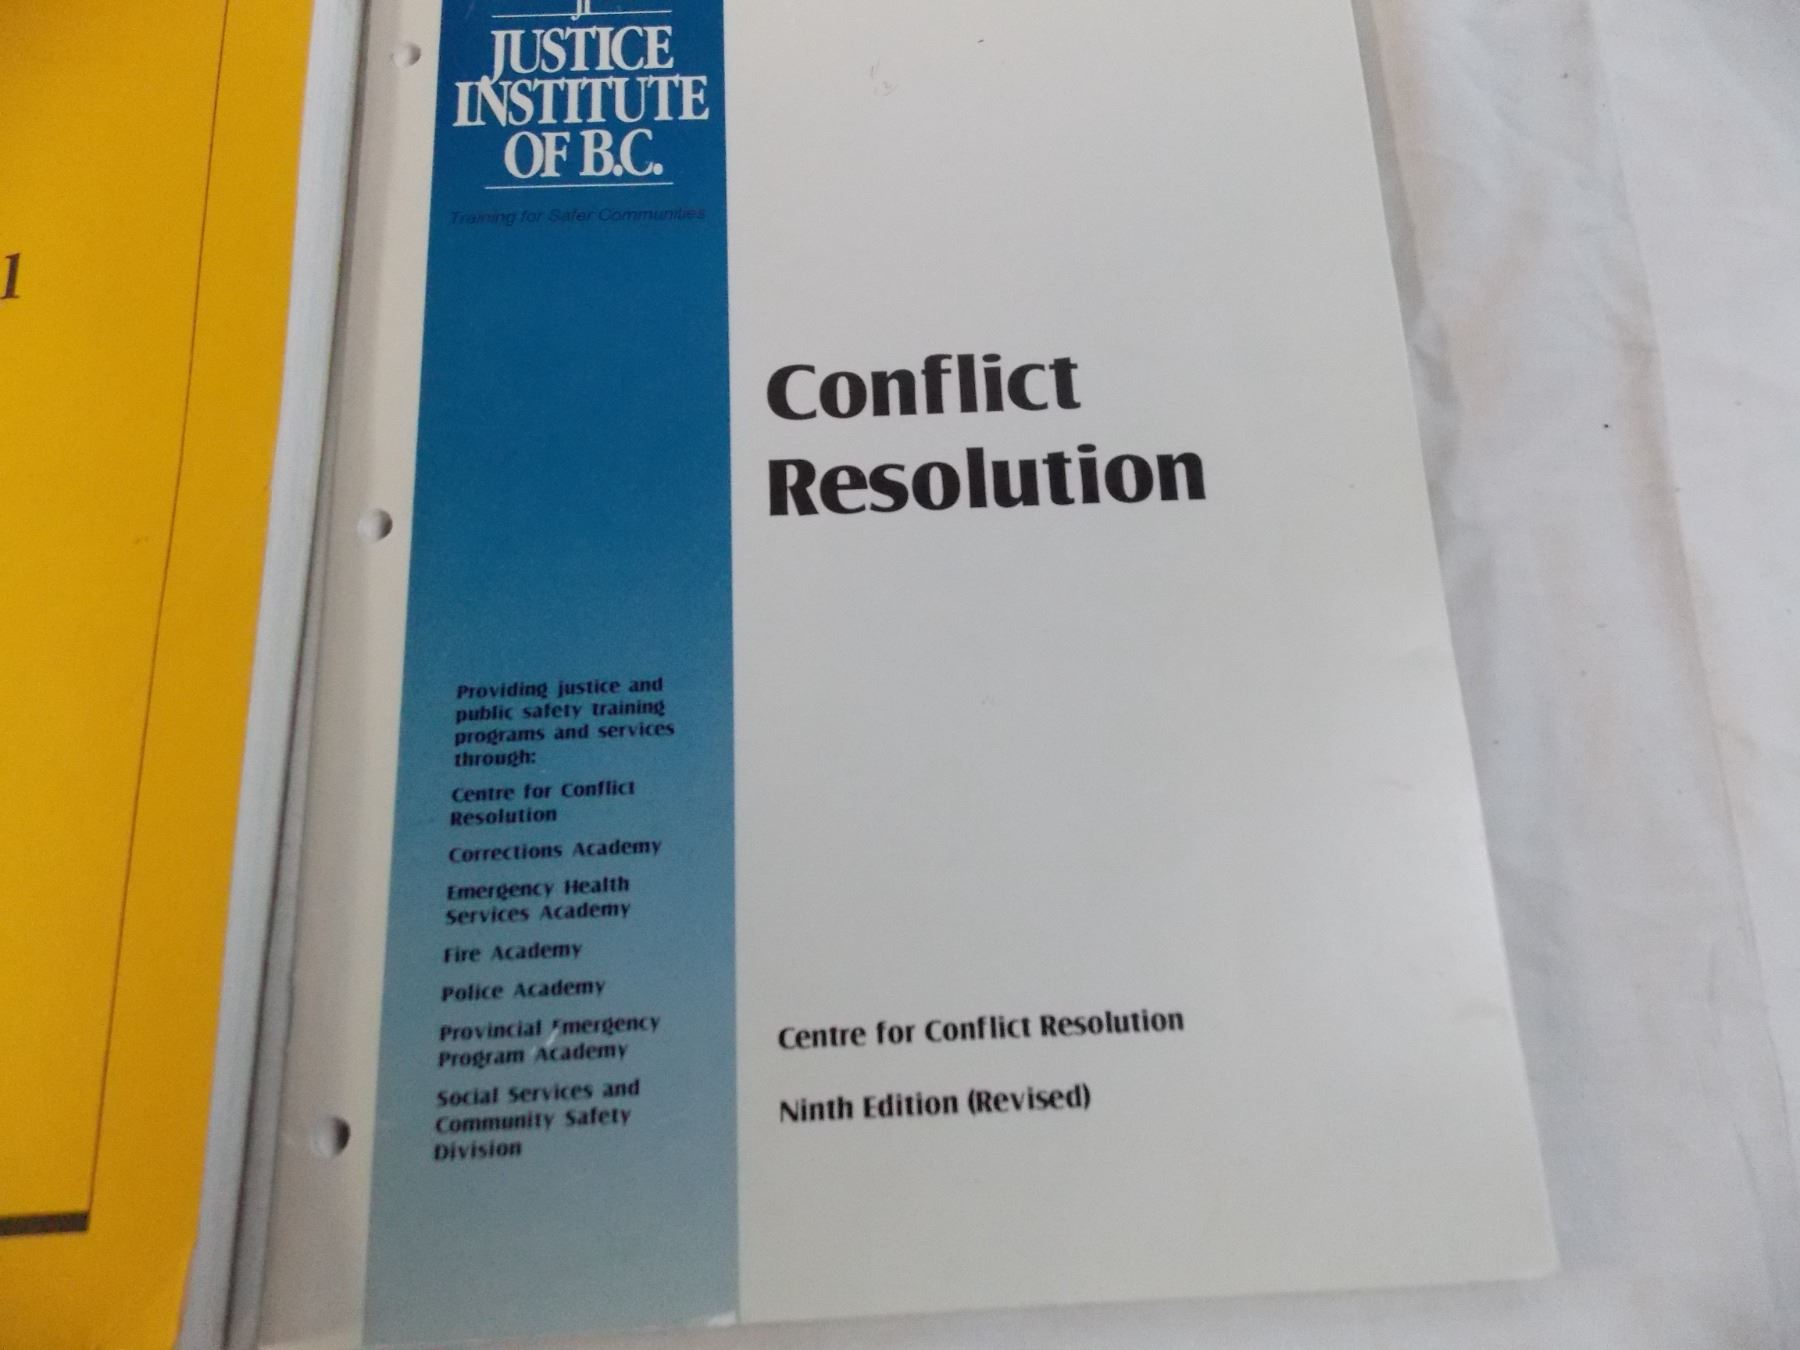 1
JI
JUSTICE
INSTITUTE
OF B.C.
Training for Safer Communities
Conflict
Resolution
Providing justice and
public safety training
programs and services
through:
Centre for Conflict
Resolution
Corrections Academy
Emergency Health
Services Academy
Fire Academy
Police Academy
Provincial Emergency
Program Academy
Social Services and
Community Safety
Division
Centre for Conflict Resolution
Ninth Edition (Revised)